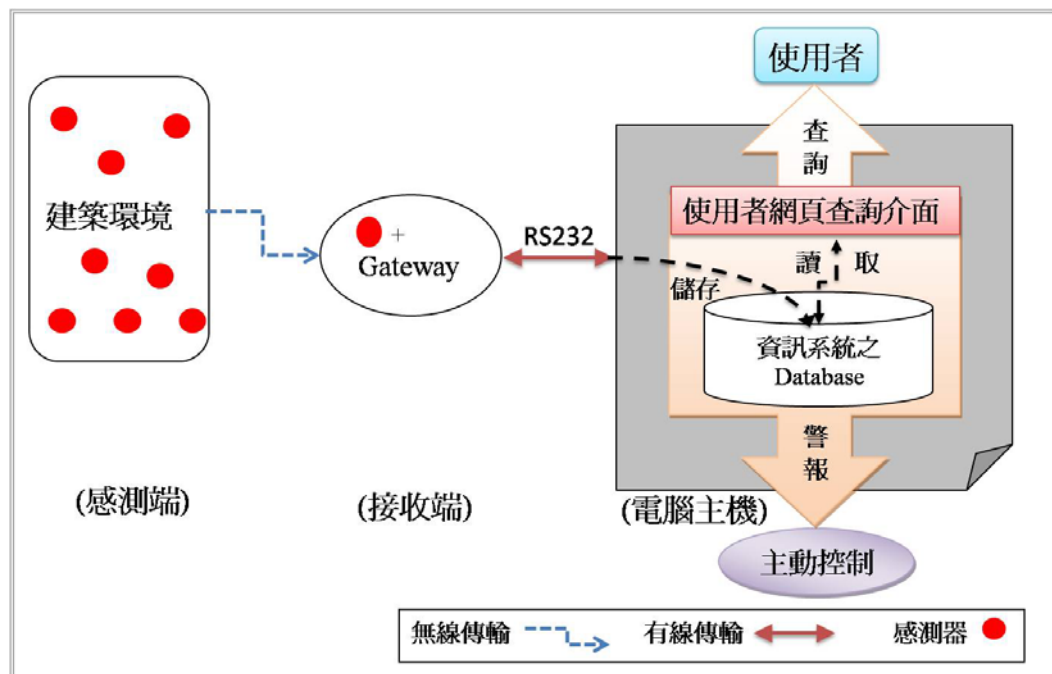 使用者
查
詢
使用者網頁查詢介面
建築環境
+
Gateway
RS232
讀 取
儲存
資訊系統之
Database
警
報
(感測端)
(接收端)
(電腦主機)
主動控制
無線傳輸
有線傳輸
感測器